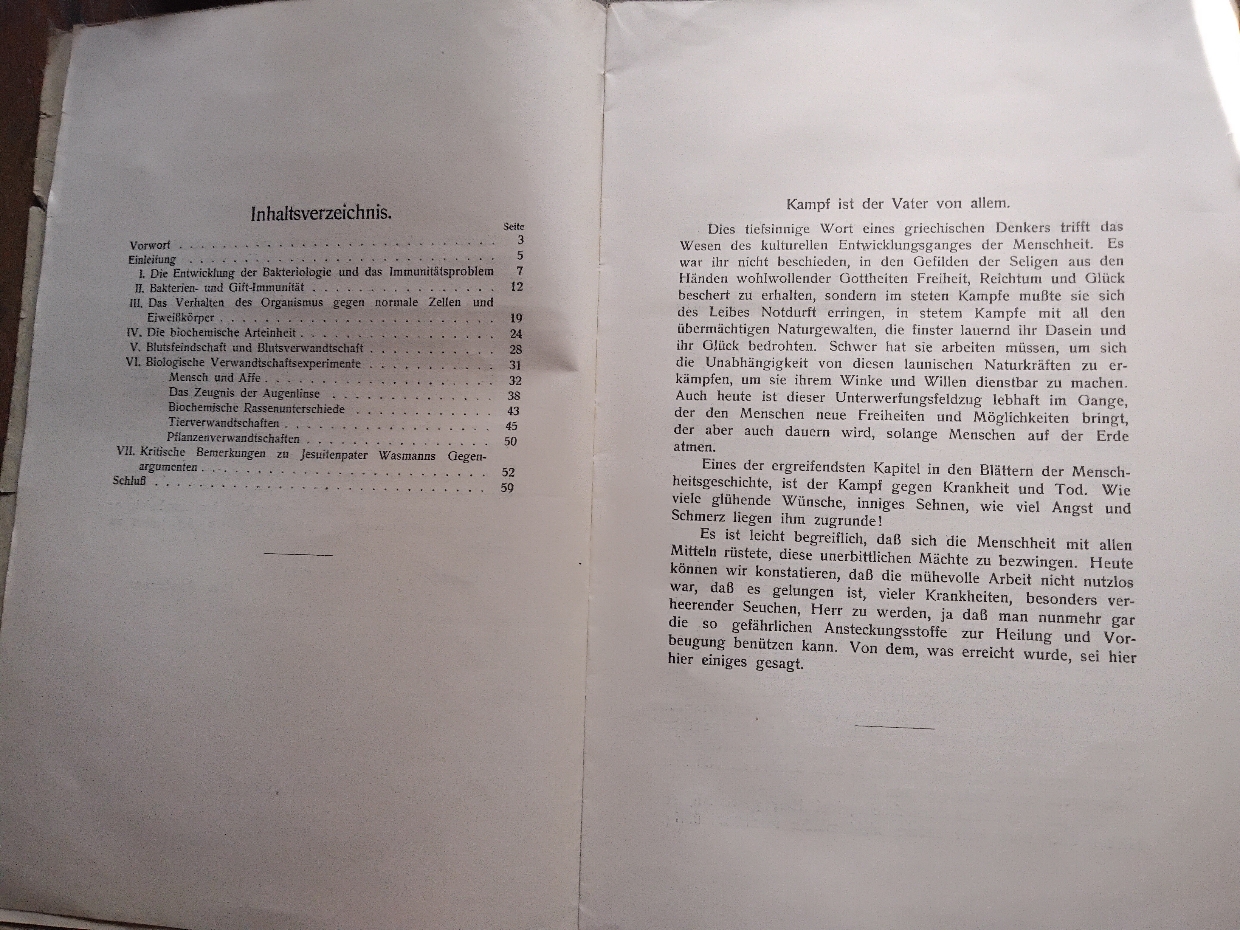 Inhaltsverzeichnis.
Seite
Vorwort . . . . . . . . . . . . . . . . . . . . . . . . 3
Einleitung . . . . . . . . . . . . . . . . . . . . . . . 5
I. Die Entwicklung der Bakteriologie und das Immunitätsproblem 7
II. Bakterien- und Gift-Immunität . . . . . . . . . . . . . . 12
III. Das Verhalten des Organismus gegen normale Zellen und
Eiweißkörper . . . . . . . . . . . . . . . . . . . . . 19
IV. Die biochemische Arteinheit . . . . . . . . . . . . . . . 24
V. Blutsfeindschaft und Blutsverwandtschaft . . . . . . . . . . 28
VI. Biologische Verwandtschaftsexperimente . . . . . . . . . . 31
Mensch und Affe . . . . . . . . . . . . . . . . . . 32
Das Zeugnis der Augenlinse . . . . . . . . . . . . . 38
Biochemische Rassenunterschiede . . . . . . . . . . . 43
Tierverwandtschaften . . . . . . . . . . . . . . . . 45
Pflanzenverwandtschaften . . . . . . . . . . . . . . 50
VII. Kritische Bemerkungen zu Jesuitenpater Wasmanns Gegen-
argumenten . . . . . . . . . . . . . . . . . . . . . 52
Schluß . . . . . . . . . . . . . . . . . . . . . . . . . 59
Kampf ist der Vater von allem.
Dies tiefsinnige Wort eines griechischen Denkers trifft das
Wesen des kulturellen Entwicklungsganges der Menschheit. Es
war ihr nicht beschieden, in den Gefilden der Seligen aus den
Händen wohlwollender Gottheiten Freiheit, Reichtum und Glück
beschert zu erhalten, sondern im steten Kampfe mußte sie sich
des Leibes Notdurft erringen, in stetem Kampfe mit all den
übermächtigen Naturgewalten, die finster lauernd ihr Dasein und
ihr Glück bedrohten. Schwer hat sie arbeiten müssen, um sich
die Unabhängigkeit von diesen launischen Naturkräften zu er-
kämpfen, um sie ihrem Winke und Willen dienstbar zu machen.
Auch heute ist dieser Unterwerfungsfeldzug lebhaft im Gange,
der den Menschen neue Freiheiten und Möglichkeiten bringt,
der aber auch dauern wird, solange Menschen auf der Erde
atmen.
Eines der ergreifendsten Kapitel in den Blättern der Mensch-
heitsgeschichte, ist der Kampf gegen Krankheit und Tod. Wie
viele glühende Wünsche, inniges Sehnen, wie viel Angst und
Schmerz liegen ihm zugrunde!
Es ist leicht begreiflich, daß sich die Menschheit mit allen
Mitteln rüstete, diese unerbittlichen Mächte zu bezwingen. Heute
können wir konstatieren, daß die mühevolle Arbeit nicht nutzlos
war, daß es gelungen ist, vieler Krankheiten, besonders ver-
heerender Seuchen, Herr zu werden, ja daß man nunmehr gar
die so gefährlichen Ansteckungsstoffe zur Heilung und Vor-
beugung benützen kann. Von dem, was erreicht wurde, sei hier
hier einiges gesagt.